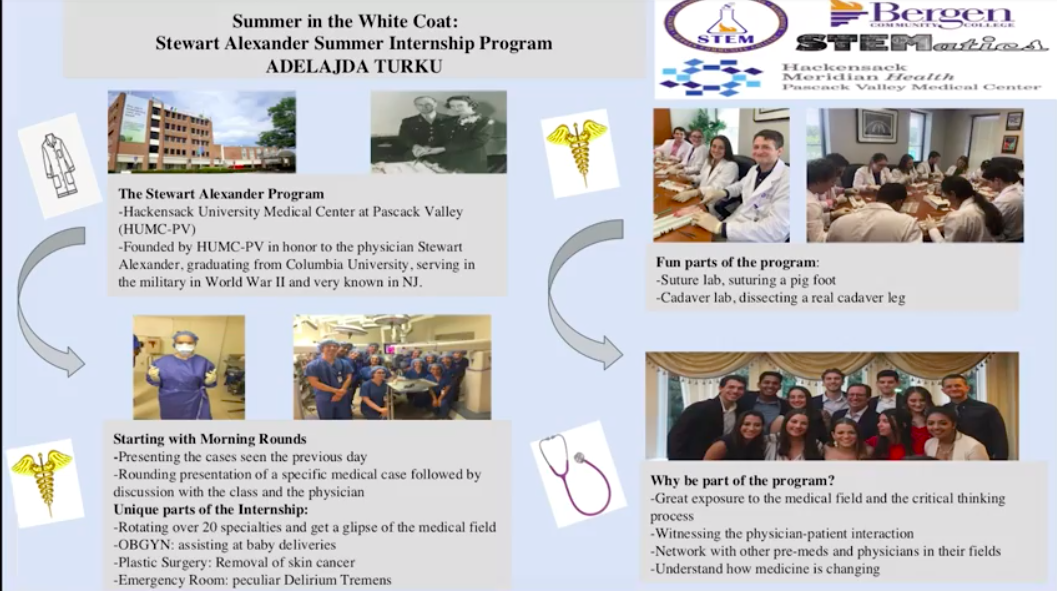 Summer in the White Coat:
Stewart Alexander Summer Internship Program
ADELAJDA TURKU
STEM
Bergen
COMMUNITY COLLEGE
STEMatics
Hackensack
Meridian Health
Pascack Valley Medical Center
The Stewart Alexander Program
-Hackensack University Medical Center at Pascack Valley
(HUMC-PV)
-Founded by HUMC-PV in honor to the physician Stewart
Alexander, graduating from Columbia University, serving in
the military in World War II and very known in NJ.
Starting with Morning Rounds
-Presenting the cases seen the previous day
-Rounding presentation of a specific medical case followed by
discussion with the class and the physician
Unique parts of the Internship:
-Rotating over 20 specialties and get a glipse of the medical field
-OBGYN: assisting at baby deliveries
-Plastic Surgery: Removal of skin cancer
-Emergency Room: peculiar Delirium Tremens
Fun parts of the program:
-Suture lab, suturing a pig foot
-Cadaver lab, dissecting a real cadaver leg
Why be part of the program?
-Great exposure to the medical field and the critical thinking
process
-Witnessing the physician-patient interaction
-Network with other pre-meds and physicians in their fields
-Understand how medicine is changing